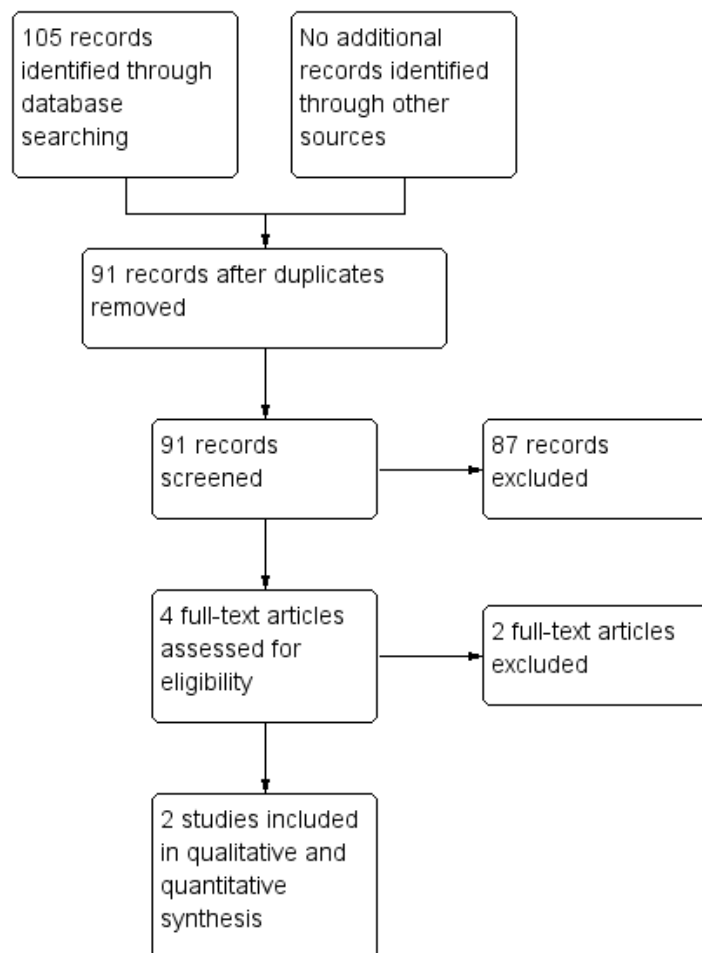 105 records
identified through
database
searching
No additional
records identified
through other
sources
91 records after duplicates
removed
91 records
screened
87 records
excluded
4 full-text articles
assessed for
eligibility
2 full-text articles
excluded
2 studies included
in qualitative and
quantitative
synthesis